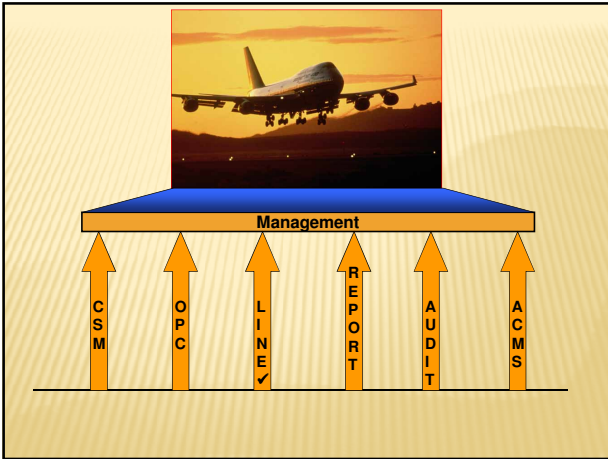 Management
CSM
OPC
LINE✔
REPORT
AUDIT
ACMS